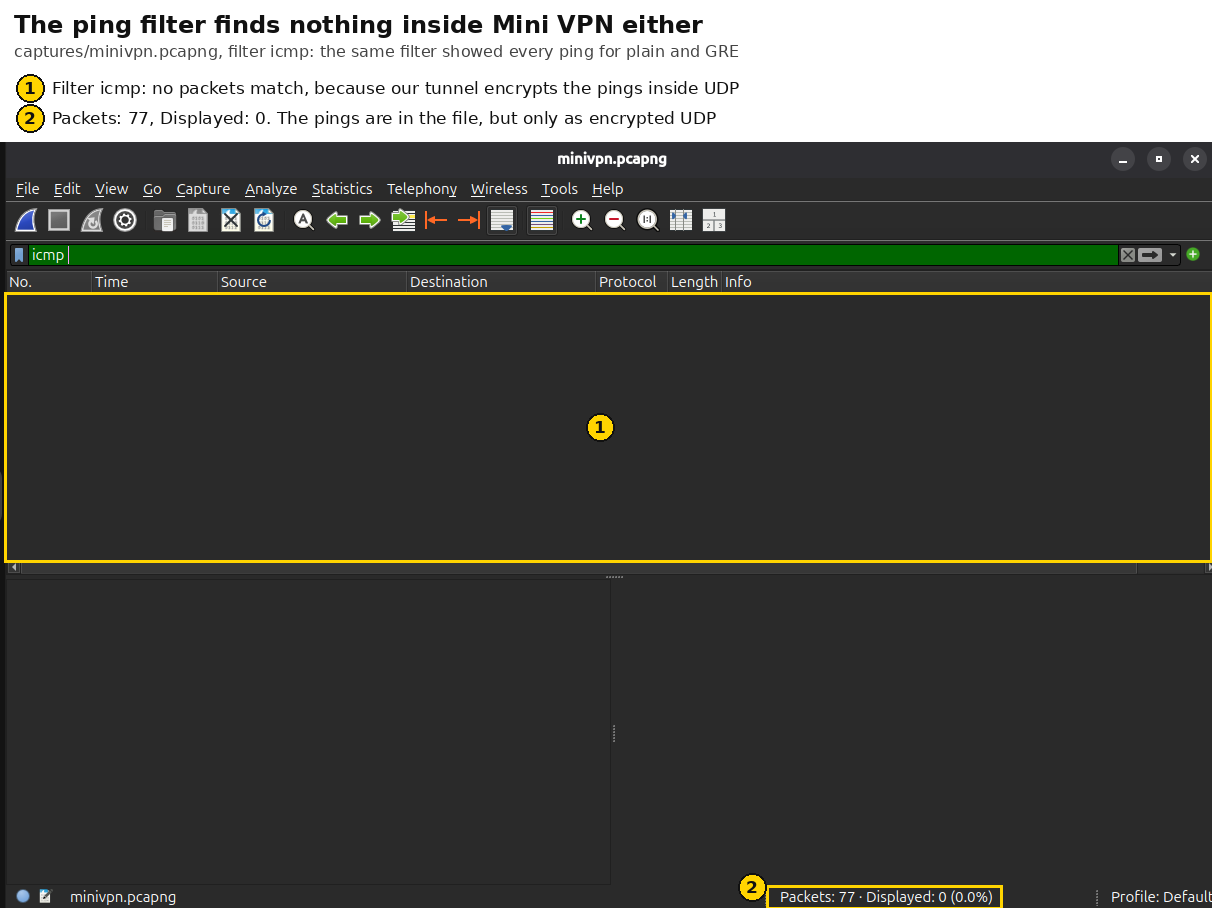 The ping filter finds nothing inside Mini VPN either
captures/minivpn.pcapng, filter icmp: the same filter showed every ping for plain and GRE
1 Filter icmp: no packets match, because our tunnel encrypts the pings inside UDP
2 Packets: 77, Displayed: 0. The pings are in the file, but only as encrypted UDP
minivpn.pcapng
File Edit View Go Capture Analyze Statistics Telephony Wireless Tools Help
icmp
No. Time Source Destination Protocol Length Info
1
2
minivpn.pcapng Packets: 77 · Displayed: 0 (0.0%) Profile: Default